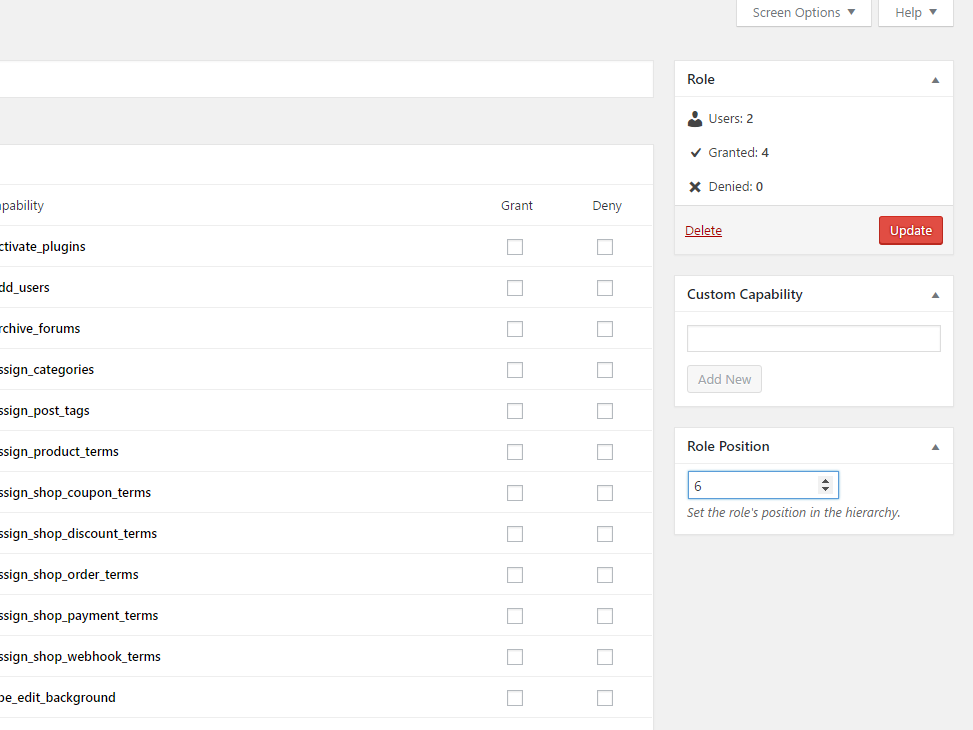 Screen Options
Help
Role
Users: 2
Granted: 4
Denied: 0
Delete
Update
Custom Capability
Add New
Role Position
6
Set the role's position in the hierarchy.
apability
Grant
Deny
ctivate_plugins
dd_users
rchive_forums
ssign_categories
ssign_post_tags
ssign_product_terms
ssign_shop_coupon_terms
ssign_shop_discount_terms
ssign_shop_order_terms
ssign_shop_payment_terms
ssign_shop_webhook_terms
be_edit_background